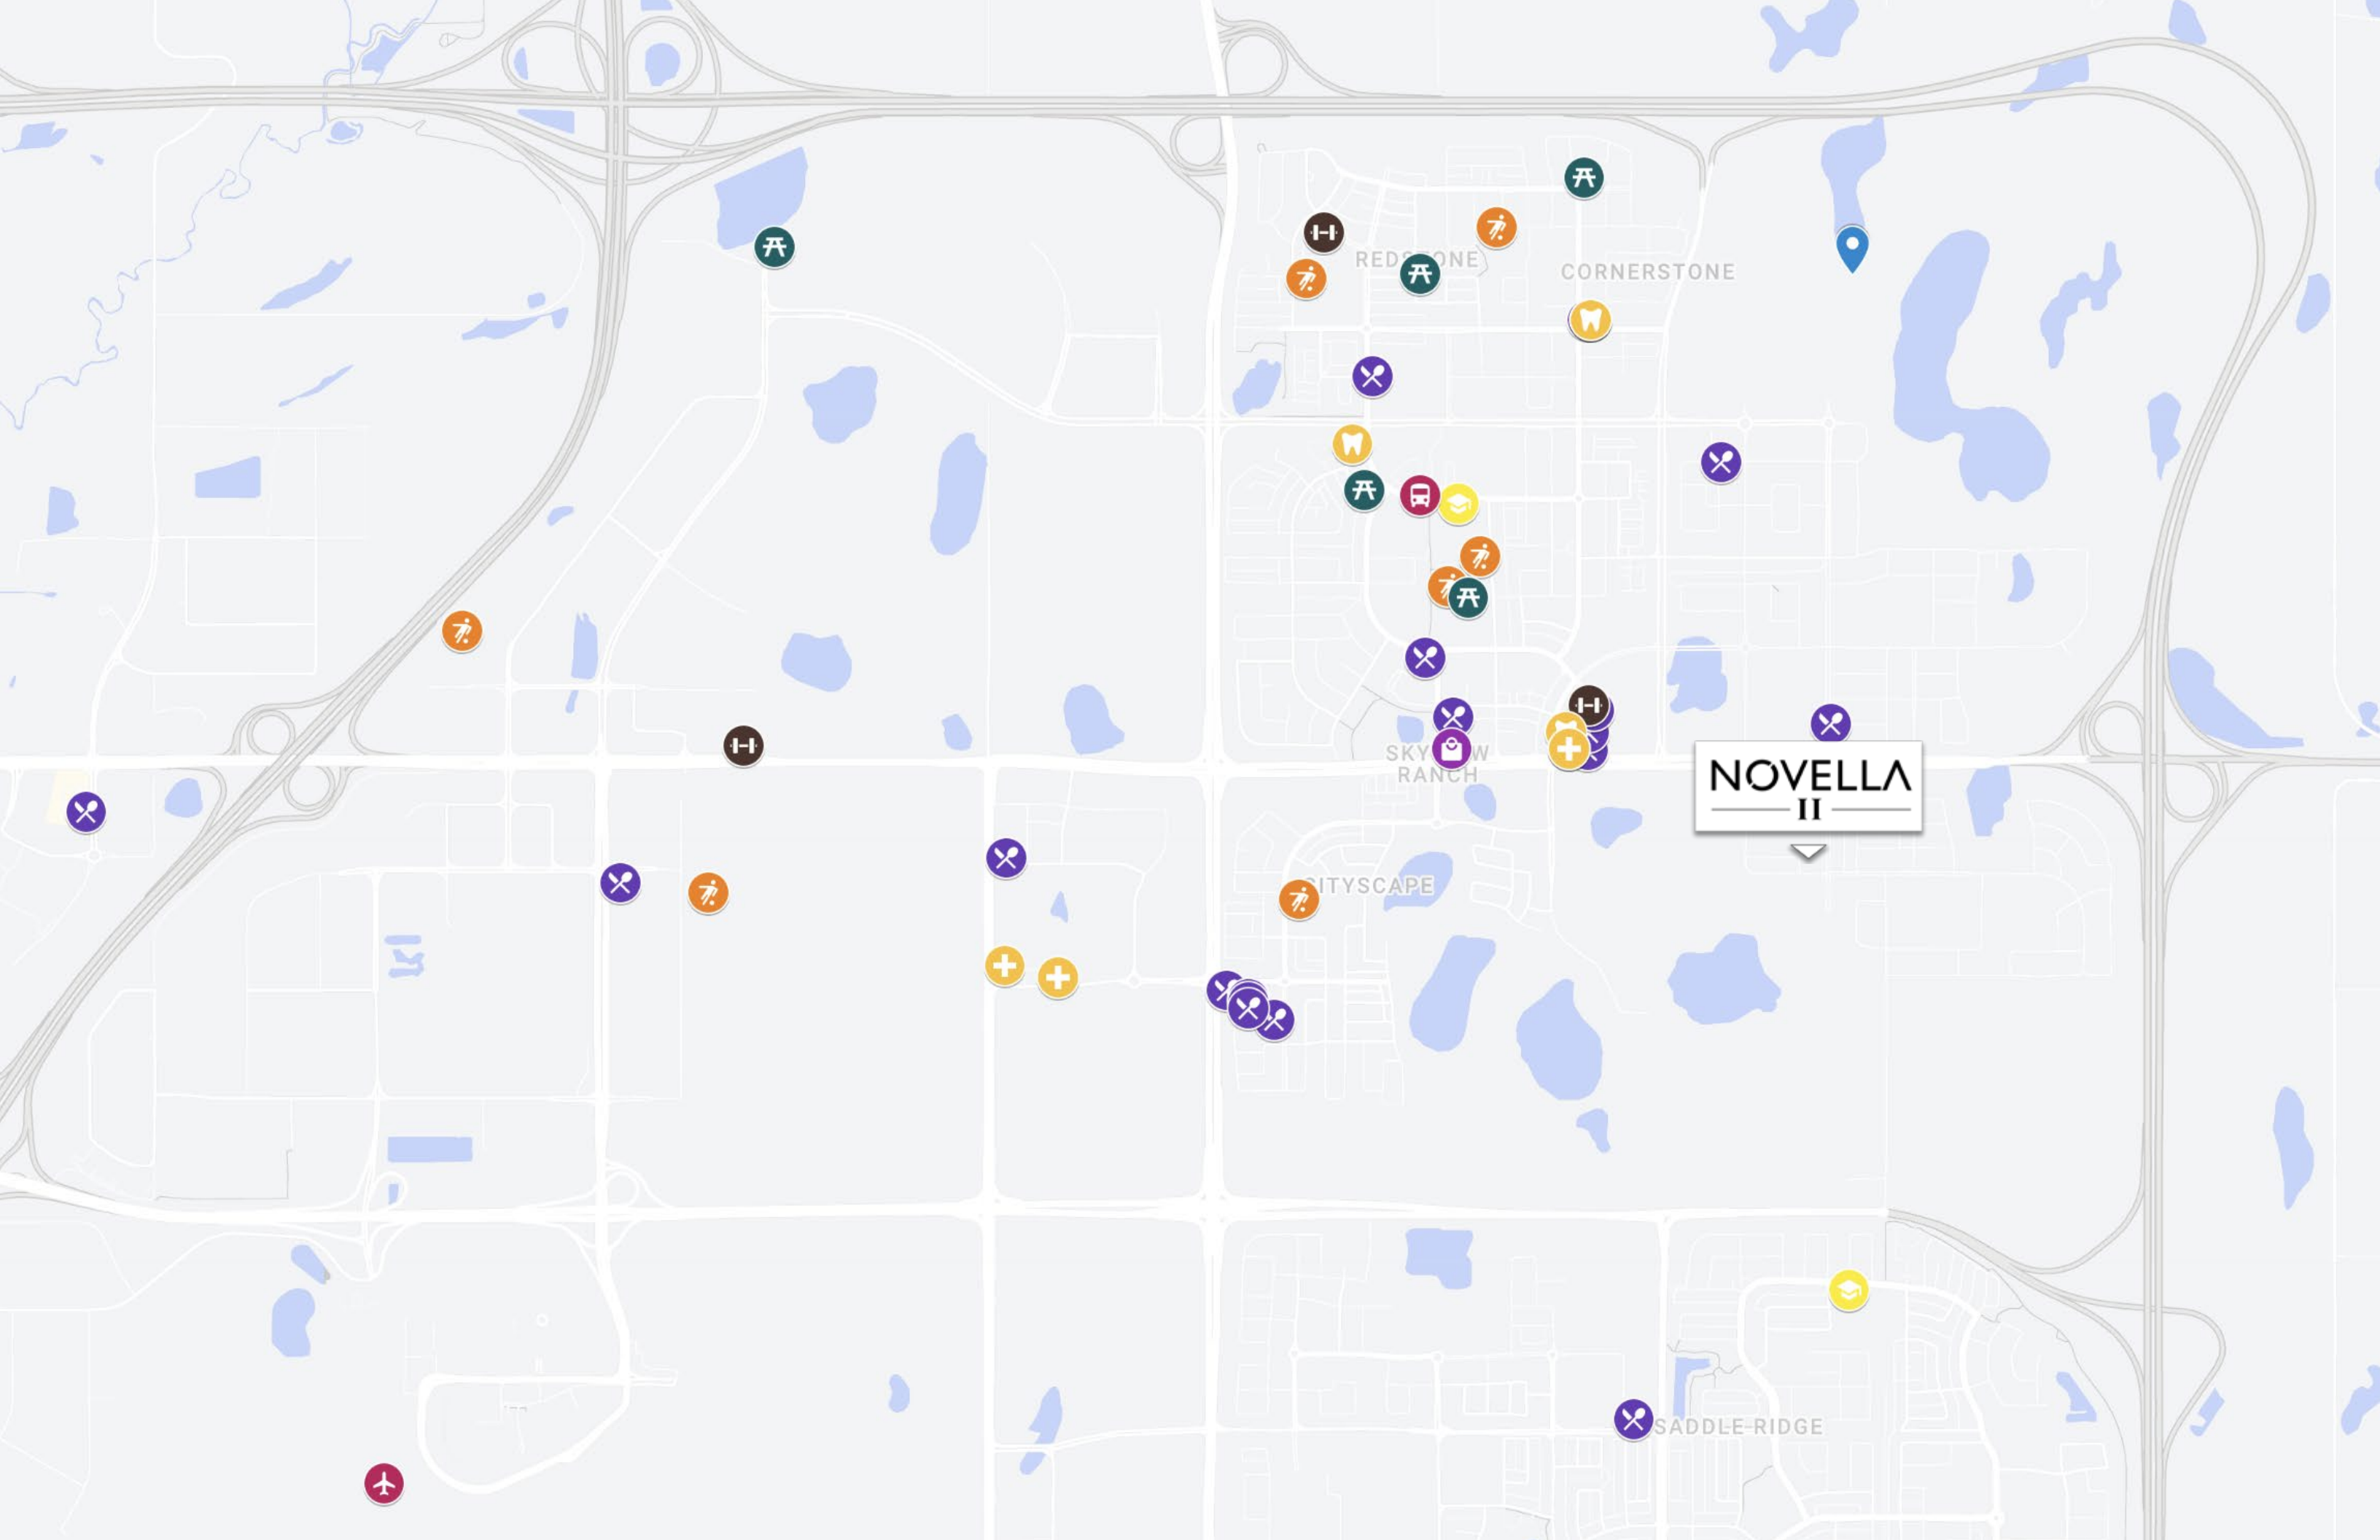 REDSTONE
CORNERSTONE
SKYVIEW
RANCH
NOVELLA
II
CITYSCAPE
SADDLE RIDGE